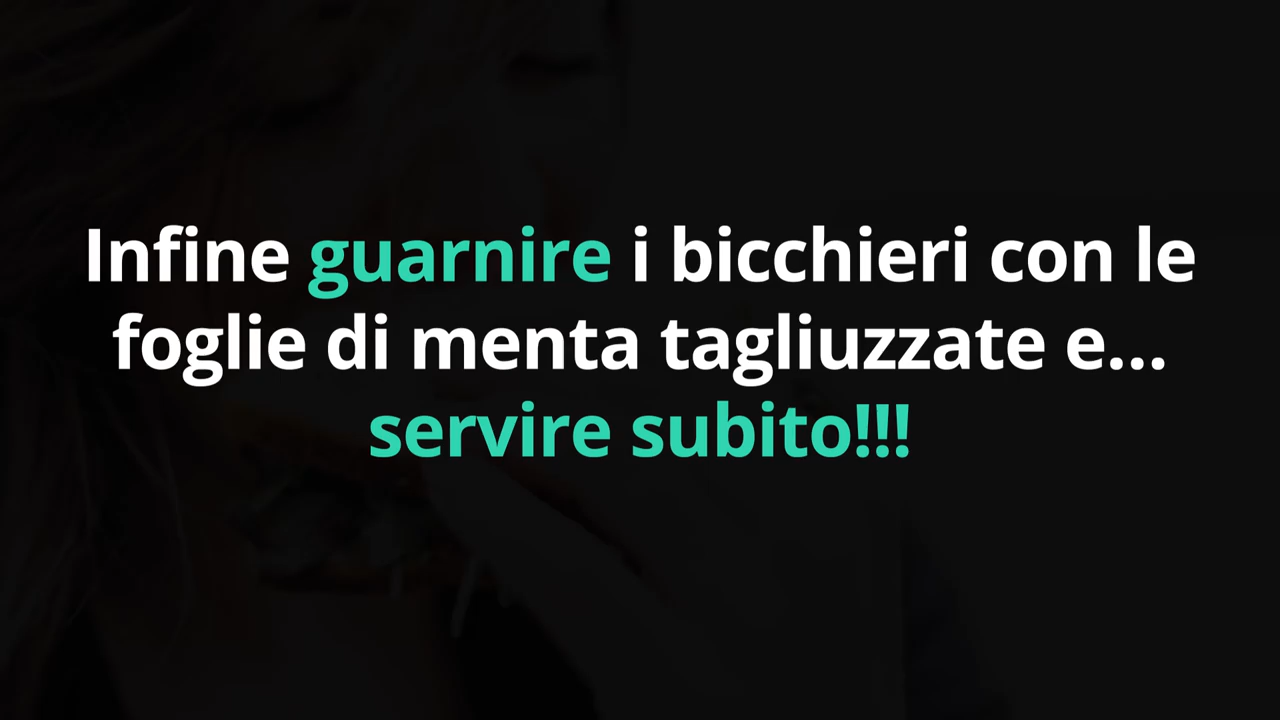 Infine guarnire i bicchieri con le
foglie di menta tagliuzzate e...
servire subito!!!